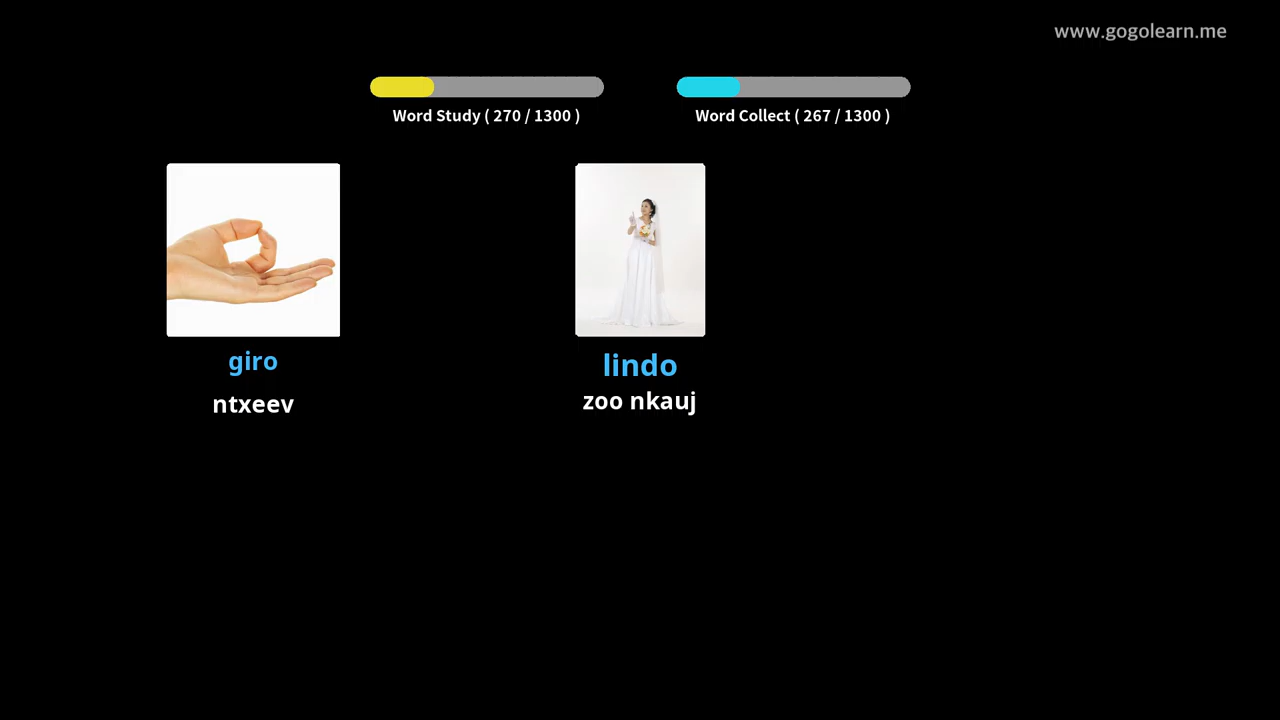 www.gogolearn.me
Word Study ( 270 / 1300 )
Word Collect ( 267 / 1300 )
giro
ntxeev
lindo
zoo nkauj